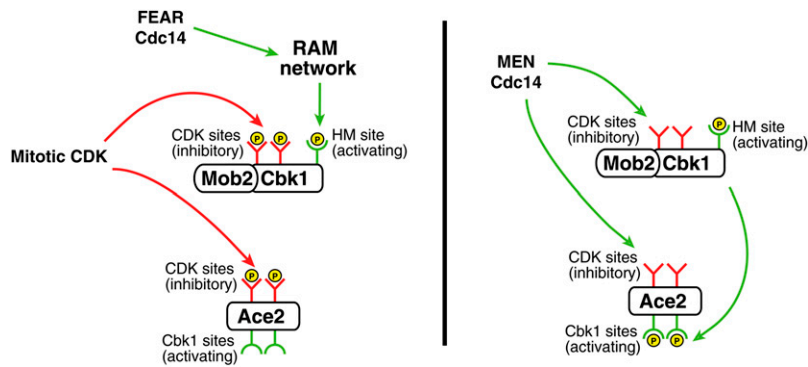 FEAR
Cdc14
RAM
network
Mitotic CDK
CDK sites
(inhibitory)
P
P
P
HM site
(activating)
Mob2
Cbk1
CDK sites
(inhibitory)
P
P
Ace2
Cbk1 sites
(activating)
MEN
Cdc14
CDK sites
(inhibitory)
P
HM site
(activating)
Mob2
Cbk1
CDK sites
(inhibitory)
Ace2
Cbk1 sites
(activating)
P
P